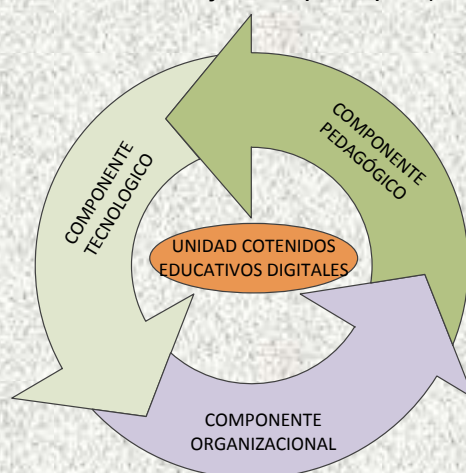 COMPONENTE
PEDAGÓGICO
COMPONENTE
TECNOLOGICO
UNIDAD COTENIDOS
EDUCATIVOS DIGITALES
COMPONENTE
ORGANIZACIONAL